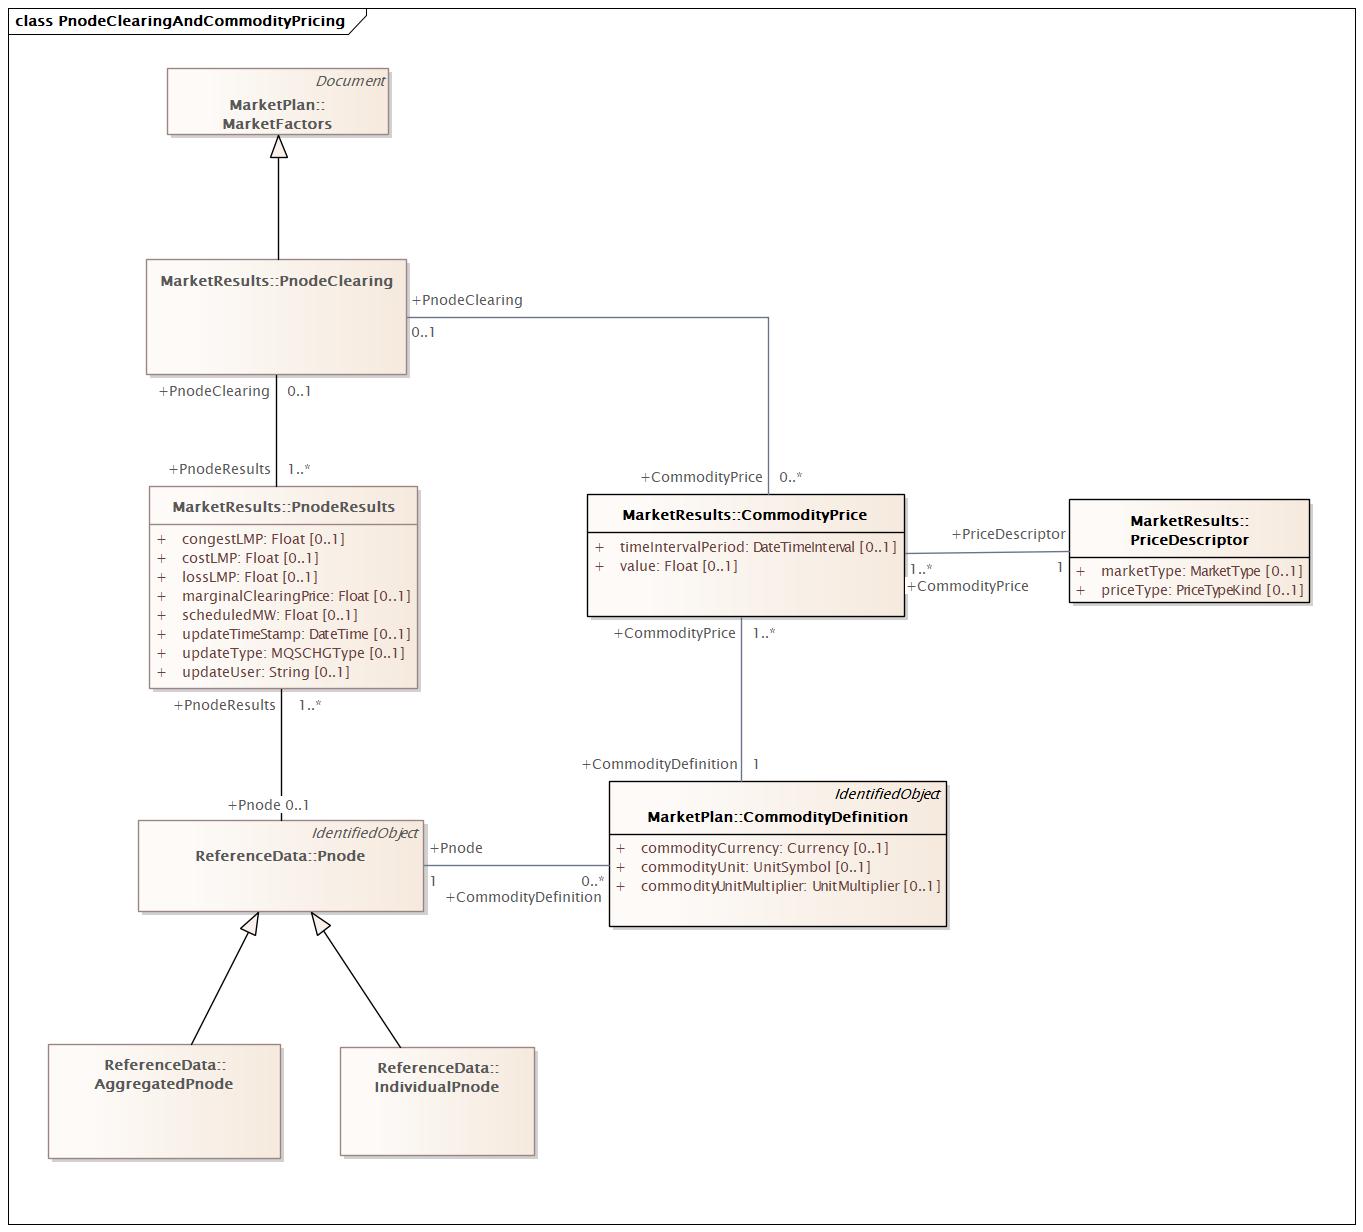 class PnodeClearingAndCommodityPricing
Document
MarketPlan::
MarketFactors
MarketResults::PnodeClearing
+PnodeClearing
0..1
+PnodeClearing 0..1
+PnodeResults 1..*
MarketResults::PnodeResults
+ congestLMP: Float [0..1]
+ costLMP: Float [0..1]
+ lossLMP: Float [0..1]
+ marginalClearingPrice: Float [0..1]
+ scheduledMW: Float [0..1]
+ updateTimeStamp: DateTime [0..1]
+ updateType: MQSCHGType [0..1]
+ updateUser: String [0..1]
+PnodeResults 1..*
+CommodityPrice 0..*
MarketResults::CommodityPrice
+ timeIntervalPeriod: DateTimeInterval [0..1]
+ value: Float [0..1]
+PriceDescriptor
1..* 1
+CommodityPrice
MarketResults::
PriceDescriptor
+ marketType: MarketType [0..1]
+ priceType: PriceTypeKind [0..1]
+CommodityPrice 1..*
+CommodityDefinition 1
IdentifiedObject
MarketPlan::CommodityDefinition
+ commodityCurrency: Currency [0..1]
+ commodityUnit: UnitSymbol [0..1]
+ commodityUnitMultiplier: UnitMultiplier [0..1]
+Pnode 0..1
IdentifiedObject
ReferenceData::Pnode
+Pnode
1 0..*
+CommodityDefinition
ReferenceData::
AggregatedPnode
ReferenceData::
IndividualPnode